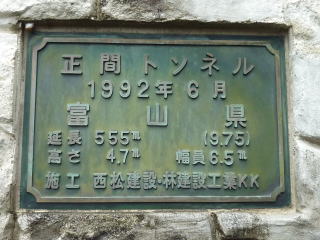 正間トンネル
1992年6月
富山県
延長 555m (9.75)
高さ 4.7m 幅員6.5m
施工 西松建設・林建設工業KK